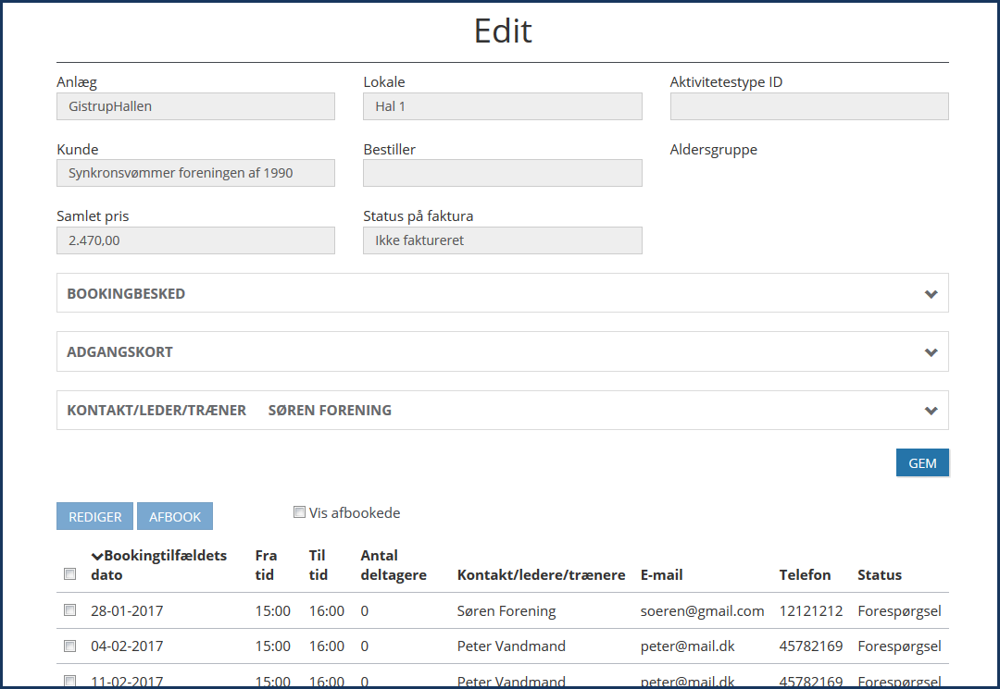 Edit
Anlæg Lokale Aktivitetestype ID
GistrupHallen Hal 1
Kunde Bestiller Aldersgruppe
Synkronsvømmer foreningen af 1990
Samlet pris Status på faktura
2.470,00 Ikke faktureret
BOOKINGBESKED
ADGANGSKORT
KONTAKT/LEDER/TRÆNER SØREN FORENING
GEM
REDIGER AFBOOK Vis afbookede
Bookingtilfældets Fra Til Antal
dato tid tid deltagere Kontakt/ledere/trænere E-mail Telefon Status
28-01-2017 15:00 16:00 0 Søren Forening soeren@gmail.com 12121212 Forespørgsel
04-02-2017 15:00 16:00 0 Peter Vandmand peter@mail.dk 45782169 Forespørgsel
11-02-2017 15:00 16:00 0 Peter Vandmand peter@mail.dk 45782169 Forespørgsel